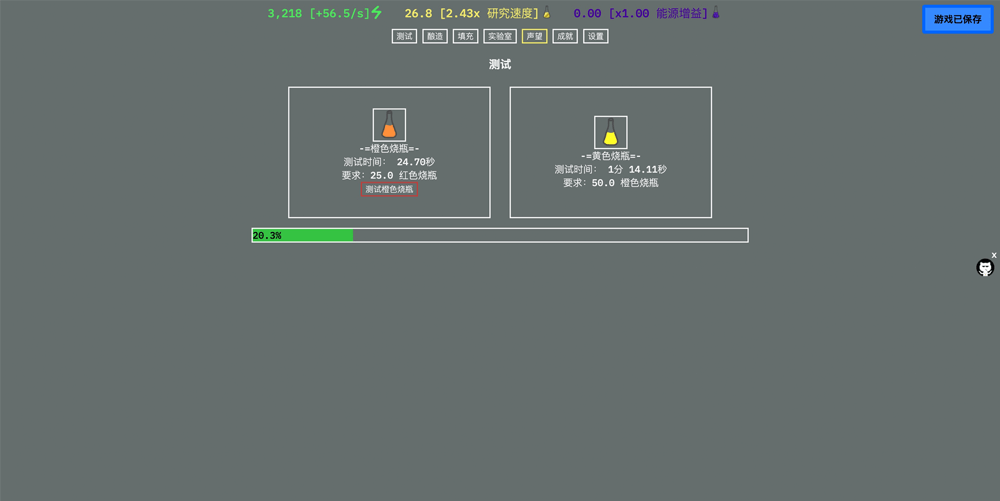 3,218 [+56.5/s] 26.8 [2.43x 研究速度] 0.00 [x1.00 能源增益]
游戏已保存
测试 酿造 填充 实验室 声望 成就 设置
测试
-=橙色烧瓶=-
测试时间: 24.70秒
要求: 25.0 红色烧瓶
测试橙色烧瓶
-=黄色烧瓶=-
测试时间: 1分 14.11秒
要求: 50.0 橙色烧瓶
20.3%
x